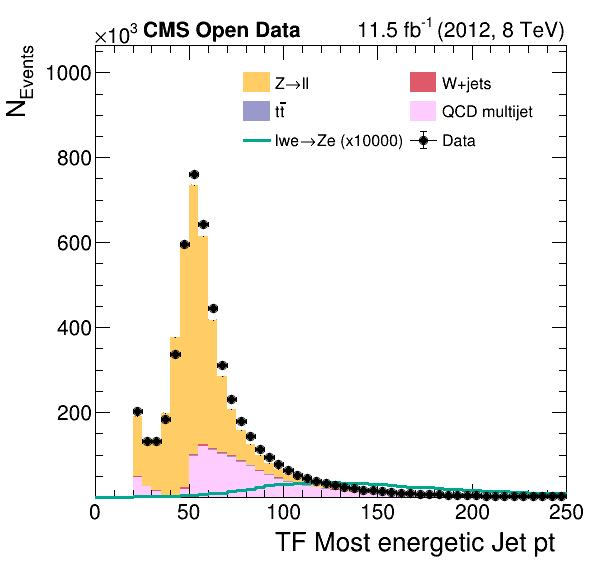 ×10³ CMS Open Data 11.5 fb⁻¹ (2012, 8 TeV)
N_Events
1000
800
600
400
200
Z→ll W+jets
tt̄ QCD multijet
lwe→Ze (x10000) Data
0 50 100 150 200 250
TF Most energetic Jet pt